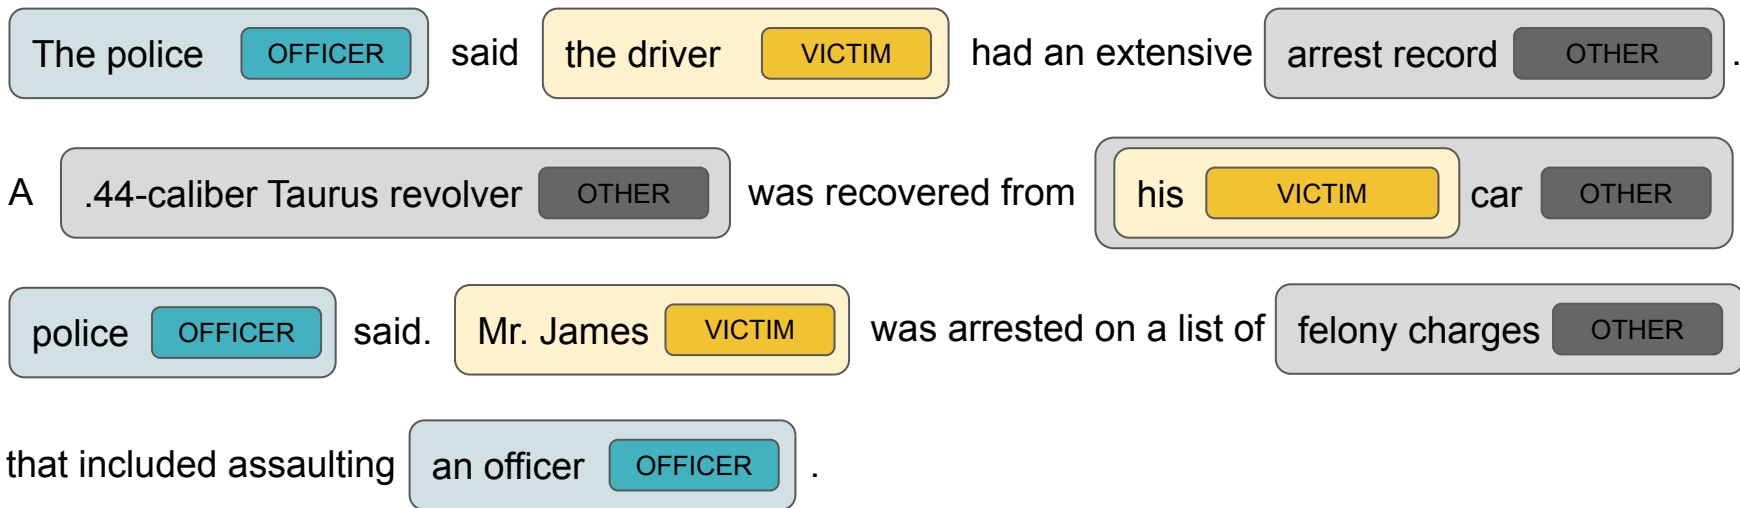 The police OFFICER said the driver VICTIM had an extensive arrest record OTHER .
A .44-caliber Taurus revolver OTHER was recovered from his VICTIM car OTHER
police OFFICER said. Mr. James VICTIM was arrested on a list of felony charges OTHER
that included assaulting an officer OFFICER .